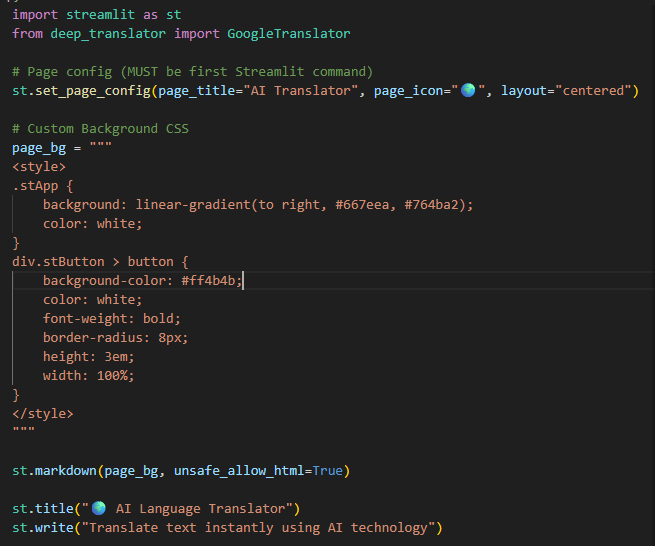 import streamlit as st
from deep_translator import GoogleTranslator
# Page config (MUST be first Streamlit command)
st.set_page_config(page_title="AI Translator", page_icon="🌍", layout="centered")
# Custom Background CSS
page_bg = """
<style>
.stApp {
    background: linear-gradient(to right, #667eea, #764ba2);
    color: white;
}
div.stButton > button {
    background-color: #ff4b4b;
    color: white;
    font-weight: bold;
    border-radius: 8px;
    height: 3em;
    width: 100%;
}
</style>
"""
st.markdown(page_bg, unsafe_allow_html=True)
st.title("🌍 AI Language Translator")
st.write("Translate text instantly using AI technology")